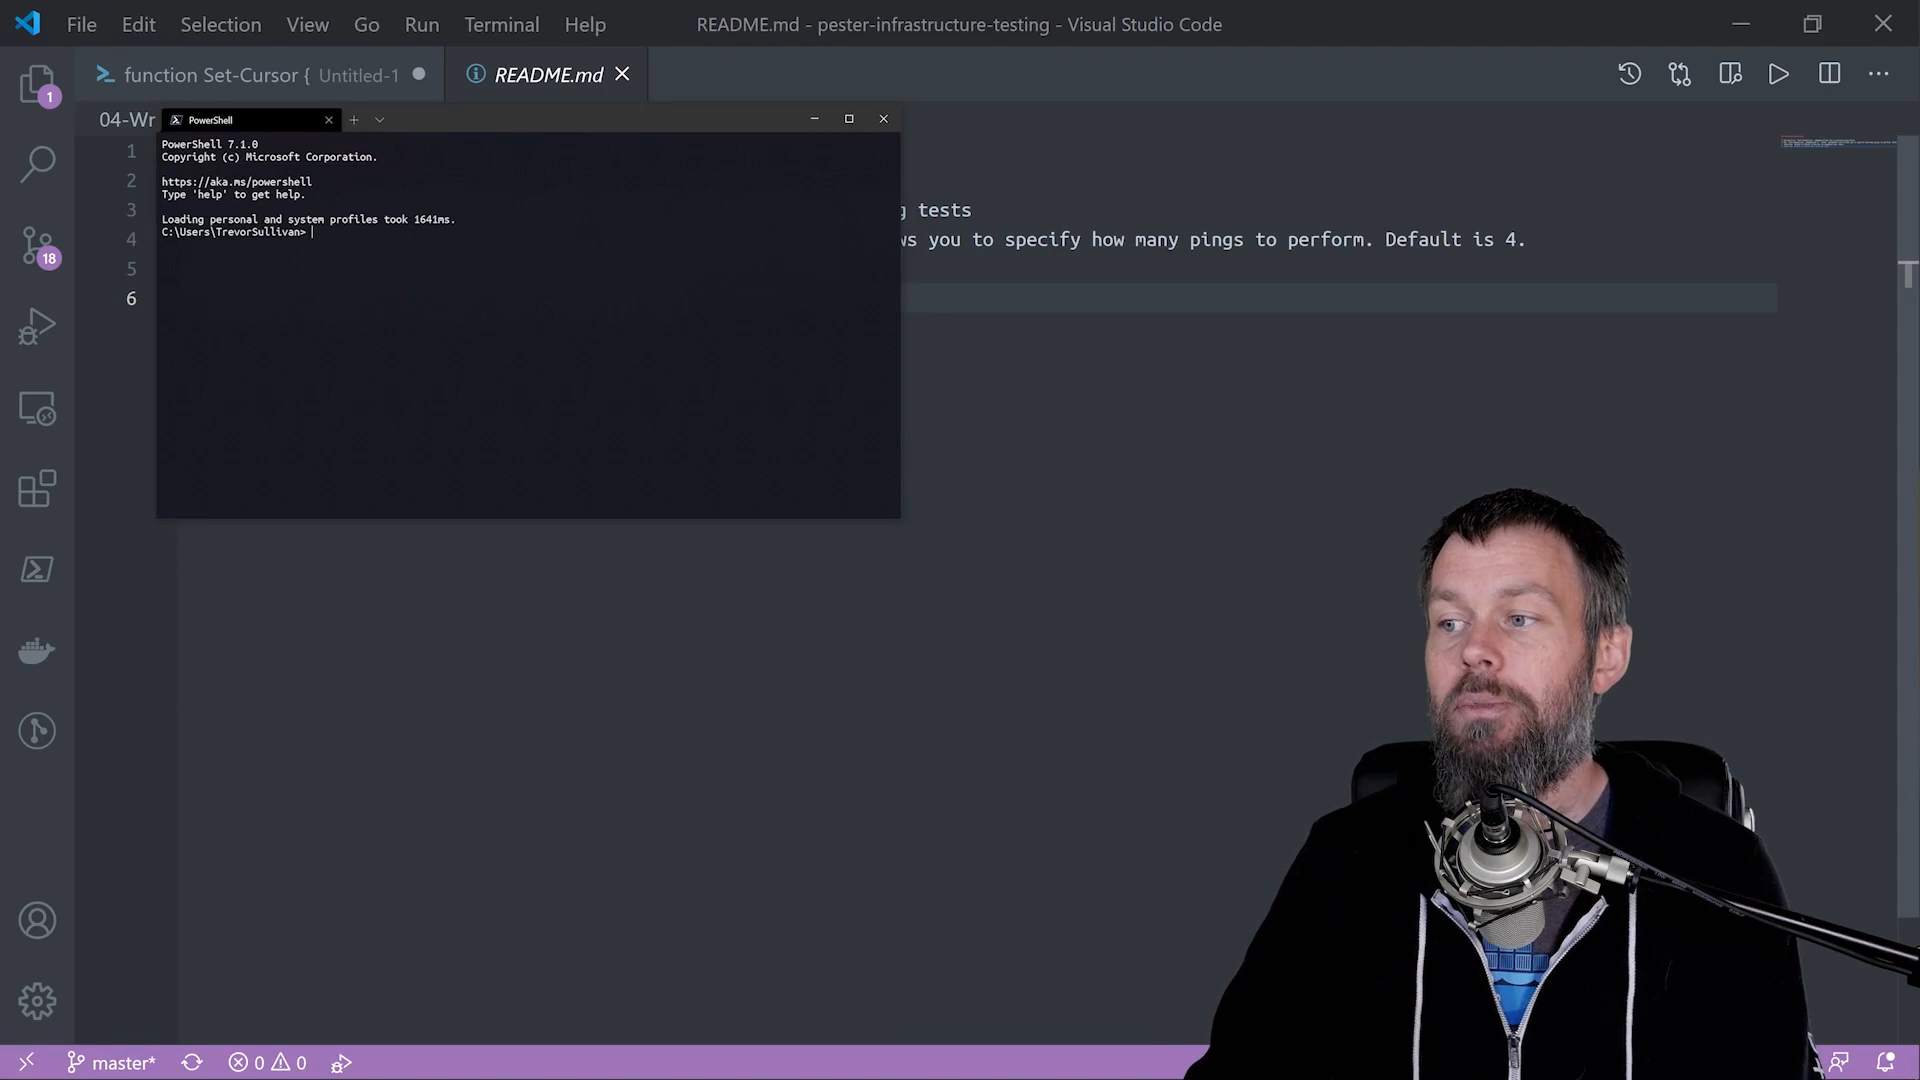 File Edit Selection View Go Run Terminal Help README.md - pester-infrastructure-testing - Visual Studio Code
function Set-Cursor { Untitled-1 README.md
1
04-Wr
PowerShell
1
2
3 tests
4 ws you to specify how many pings to perform. Default is 4.
5
6
PowerShell 7.1.0
Copyright (c) Microsoft Corporation.
https://aka.ms/powershell
Type 'help' to get help.
Loading personal and system profiles took 1641ms.
C:\Users\TrevorSullivan>
18
master* 0 0